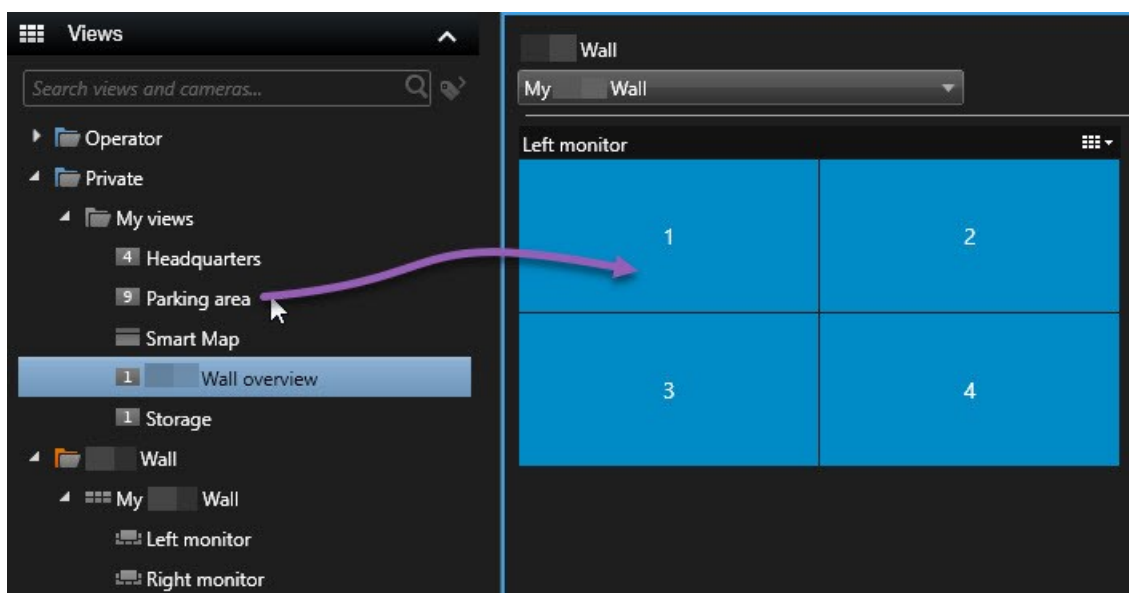 Views
Search views and cameras...
Operator
Private
My views
4 Headquarters
9 Parking area
Smart Map
1 Wall overview
1 Storage
Wall
My Wall
Left monitor
Right monitor
Wall
My Wall
Left monitor
1 2
3 4